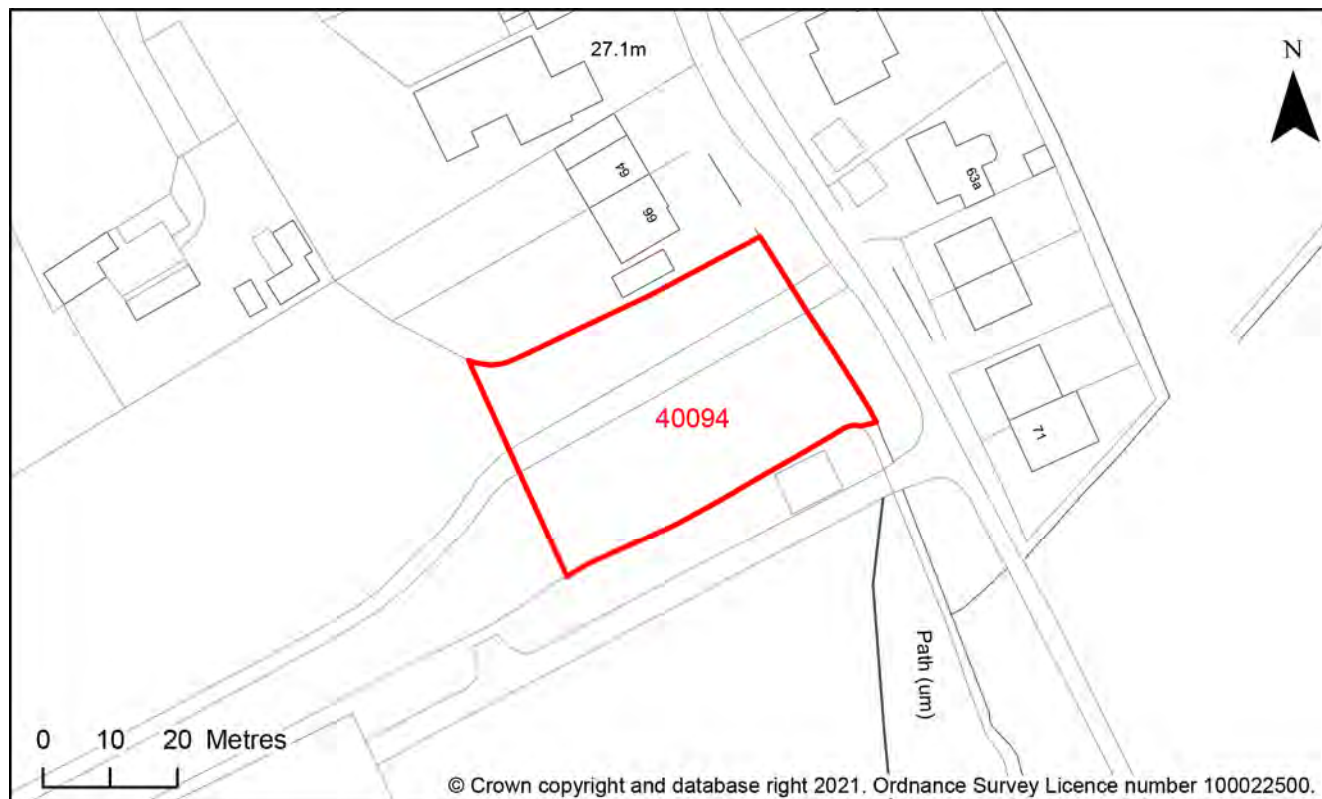 27.1m
N
64
63a
66
40094
71
Path (um)
0 10 20 Metres
© Crown copyright and database right 2021. Ordnance Survey Licence number 100022500.